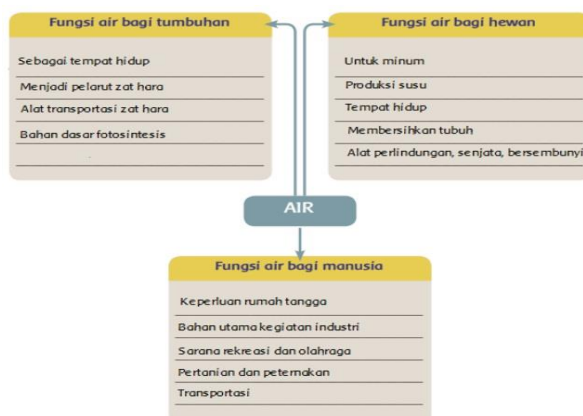 Fungsi air bagi tumbuhan
Sebagai tempat hidup
Menjadi pelarut zat hara
Alat transportasi zat hara
Bahan dasar fotosintesis
Fungsi air bagi hewan
Untuk minum
Produksi susu
Tempat hidup
Membersihkan tubuh
Alat perlindungan, senjata, bersembunyi
AIR
Fungsi air bagi manusia
Keperluan rumah tangga
Bahan utama kegiatan industri
Sarana rekreasi dan olahraga
Pertanian dan peternakan
Transportasi